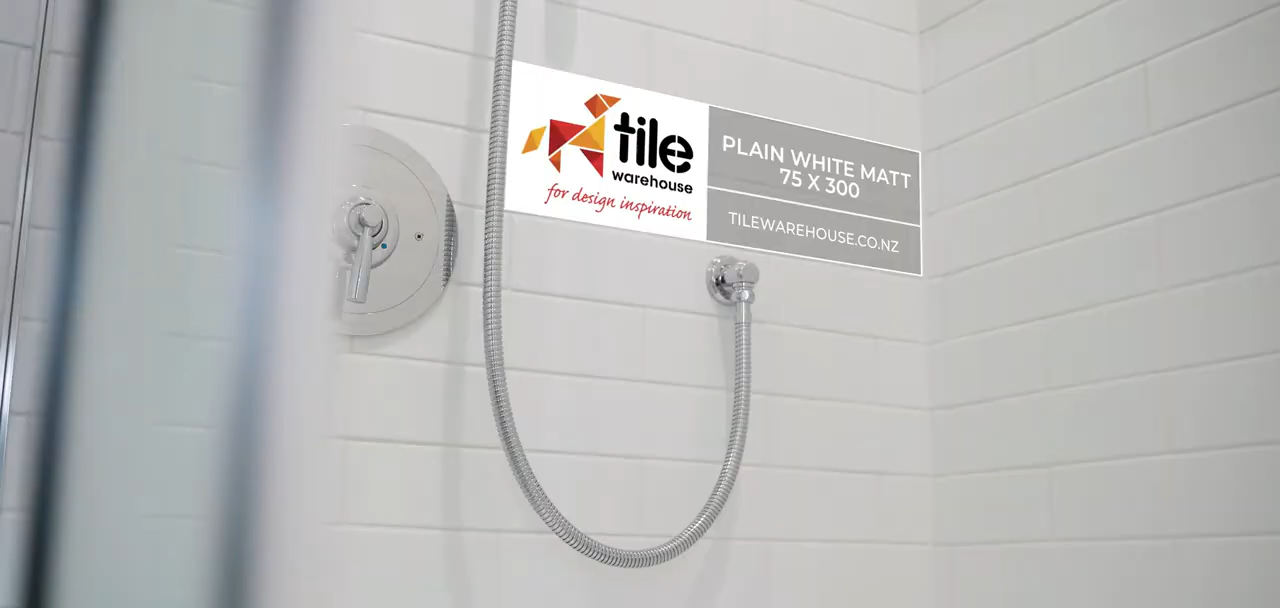 tile
warehouse
for design inspiration
PLAIN WHITE MATT
75 X 300
TILEWAREHOUSE.CO.NZ